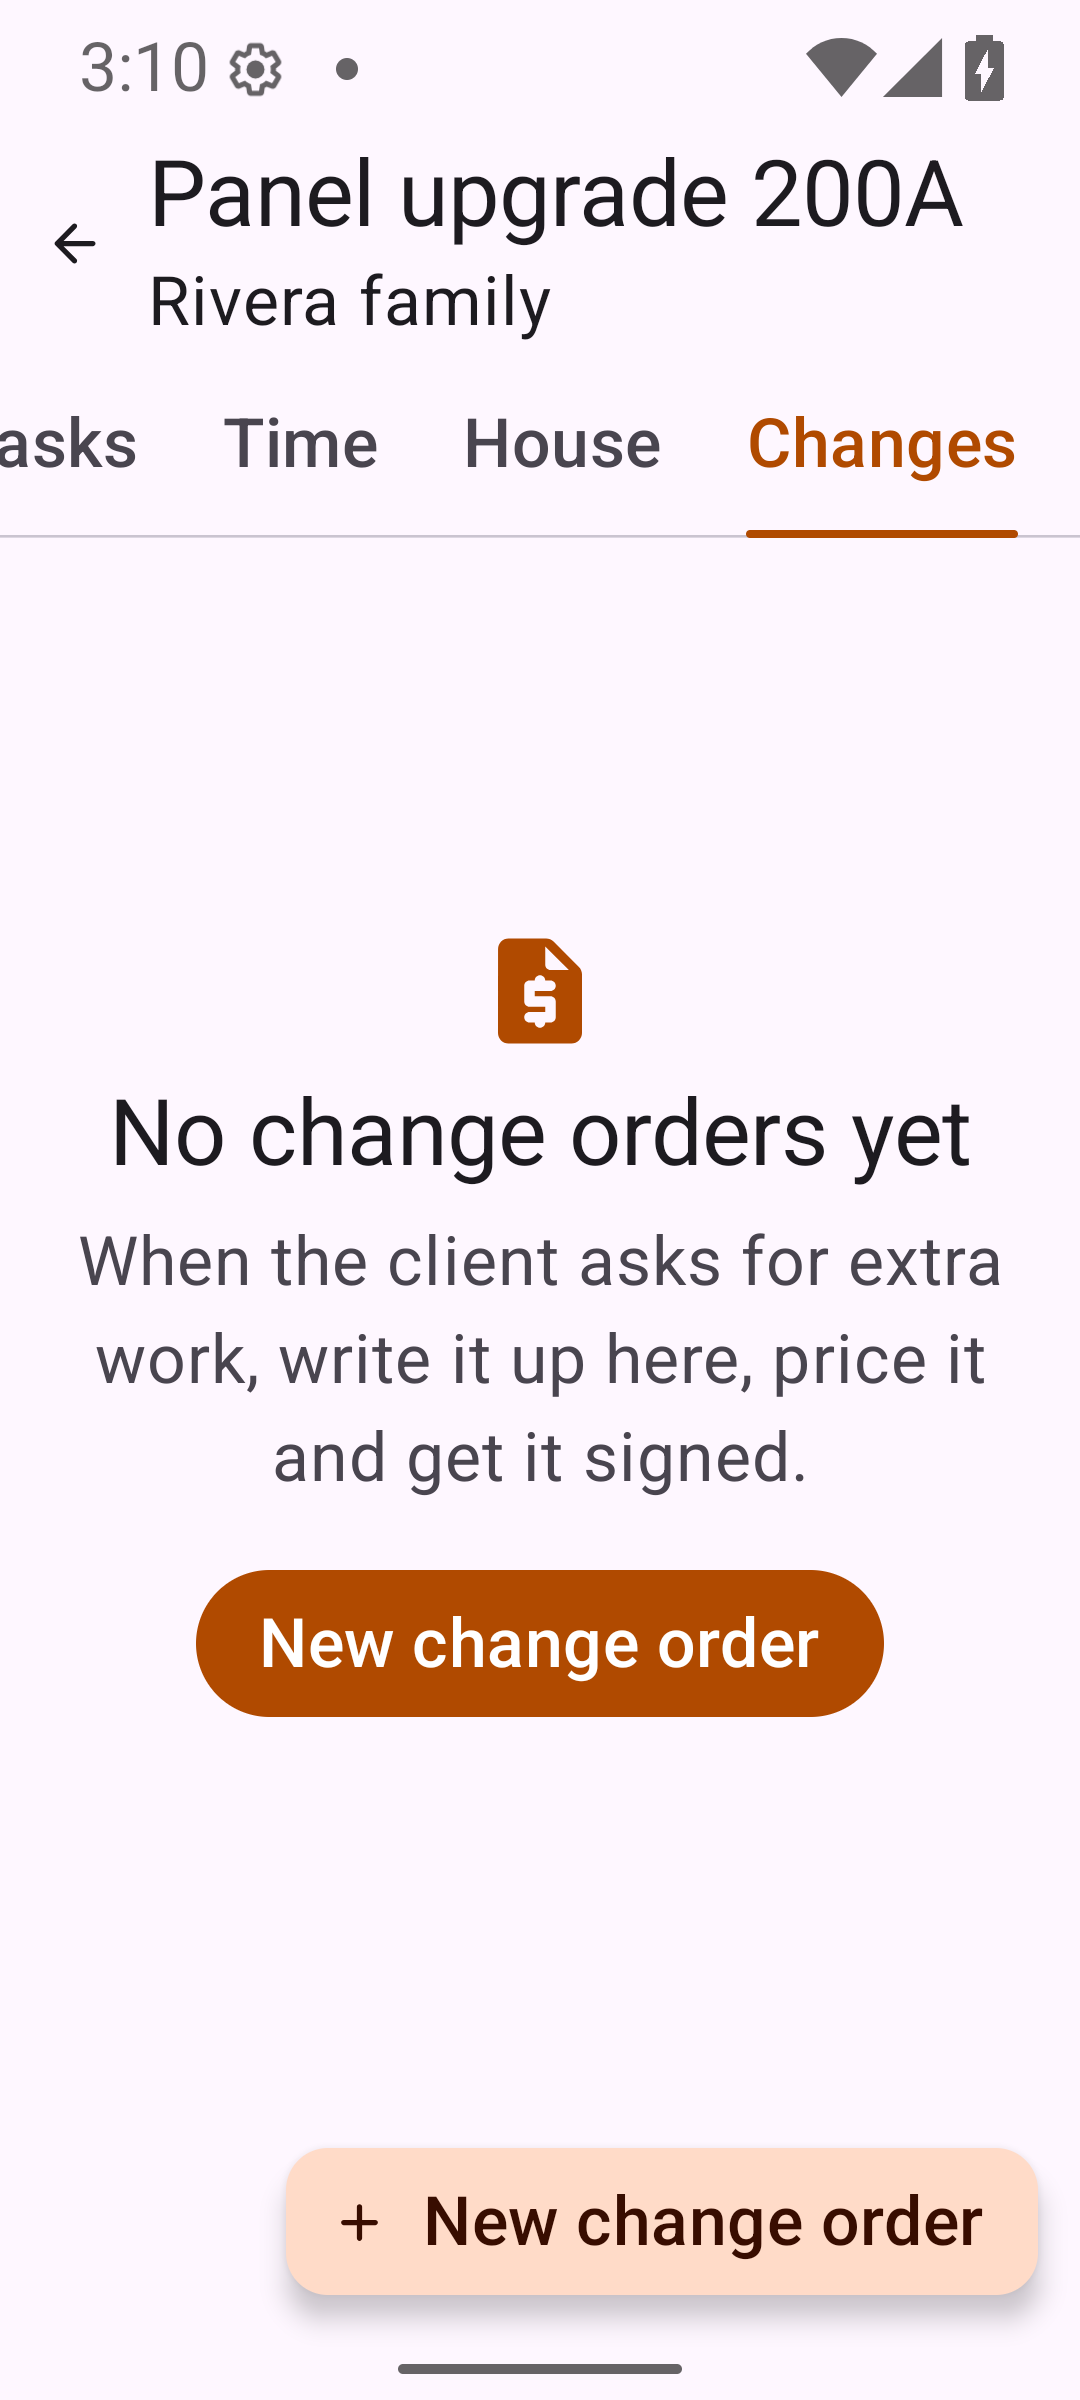 3:10
Panel upgrade 200A
Rivera family
asks Time House Changes
No change orders yet
When the client asks for extra
work, write it up here, price it
and get it signed.
New change order
+ New change order